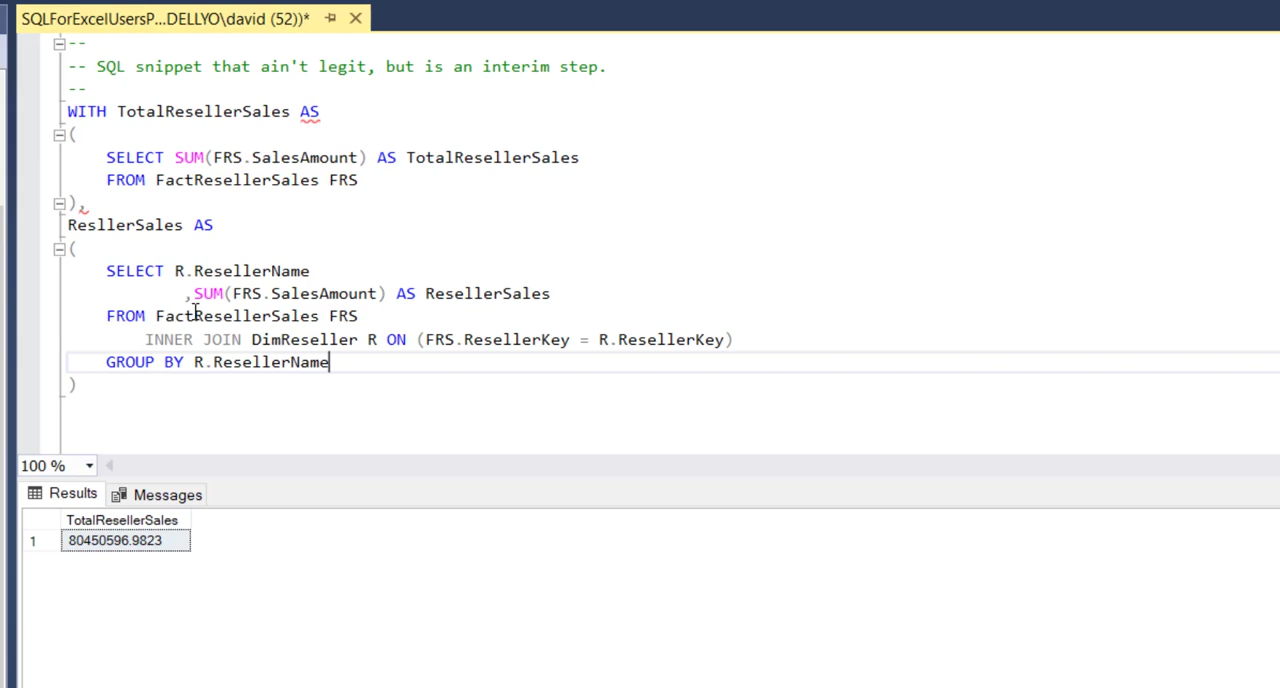 SQLForExcelUsersP...DELLYO\david (52))*
--
-- SQL snippet that ain't legit, but is an interim step.
--
WITH TotalResellerSales AS
(
SELECT SUM(FRS.SalesAmount) AS TotalResellerSales
FROM FactResellerSales FRS
),
ResllerSales AS
(
SELECT R.ResellerName
,SUM(FRS.SalesAmount) AS ResellerSales
FROM FactResellerSales FRS
INNER JOIN DimReseller R ON (FRS.ResellerKey = R.ResellerKey)
GROUP BY R.ResellerName
)
100 %
Results Messages
TotalResellerSales
1 80450596.9823